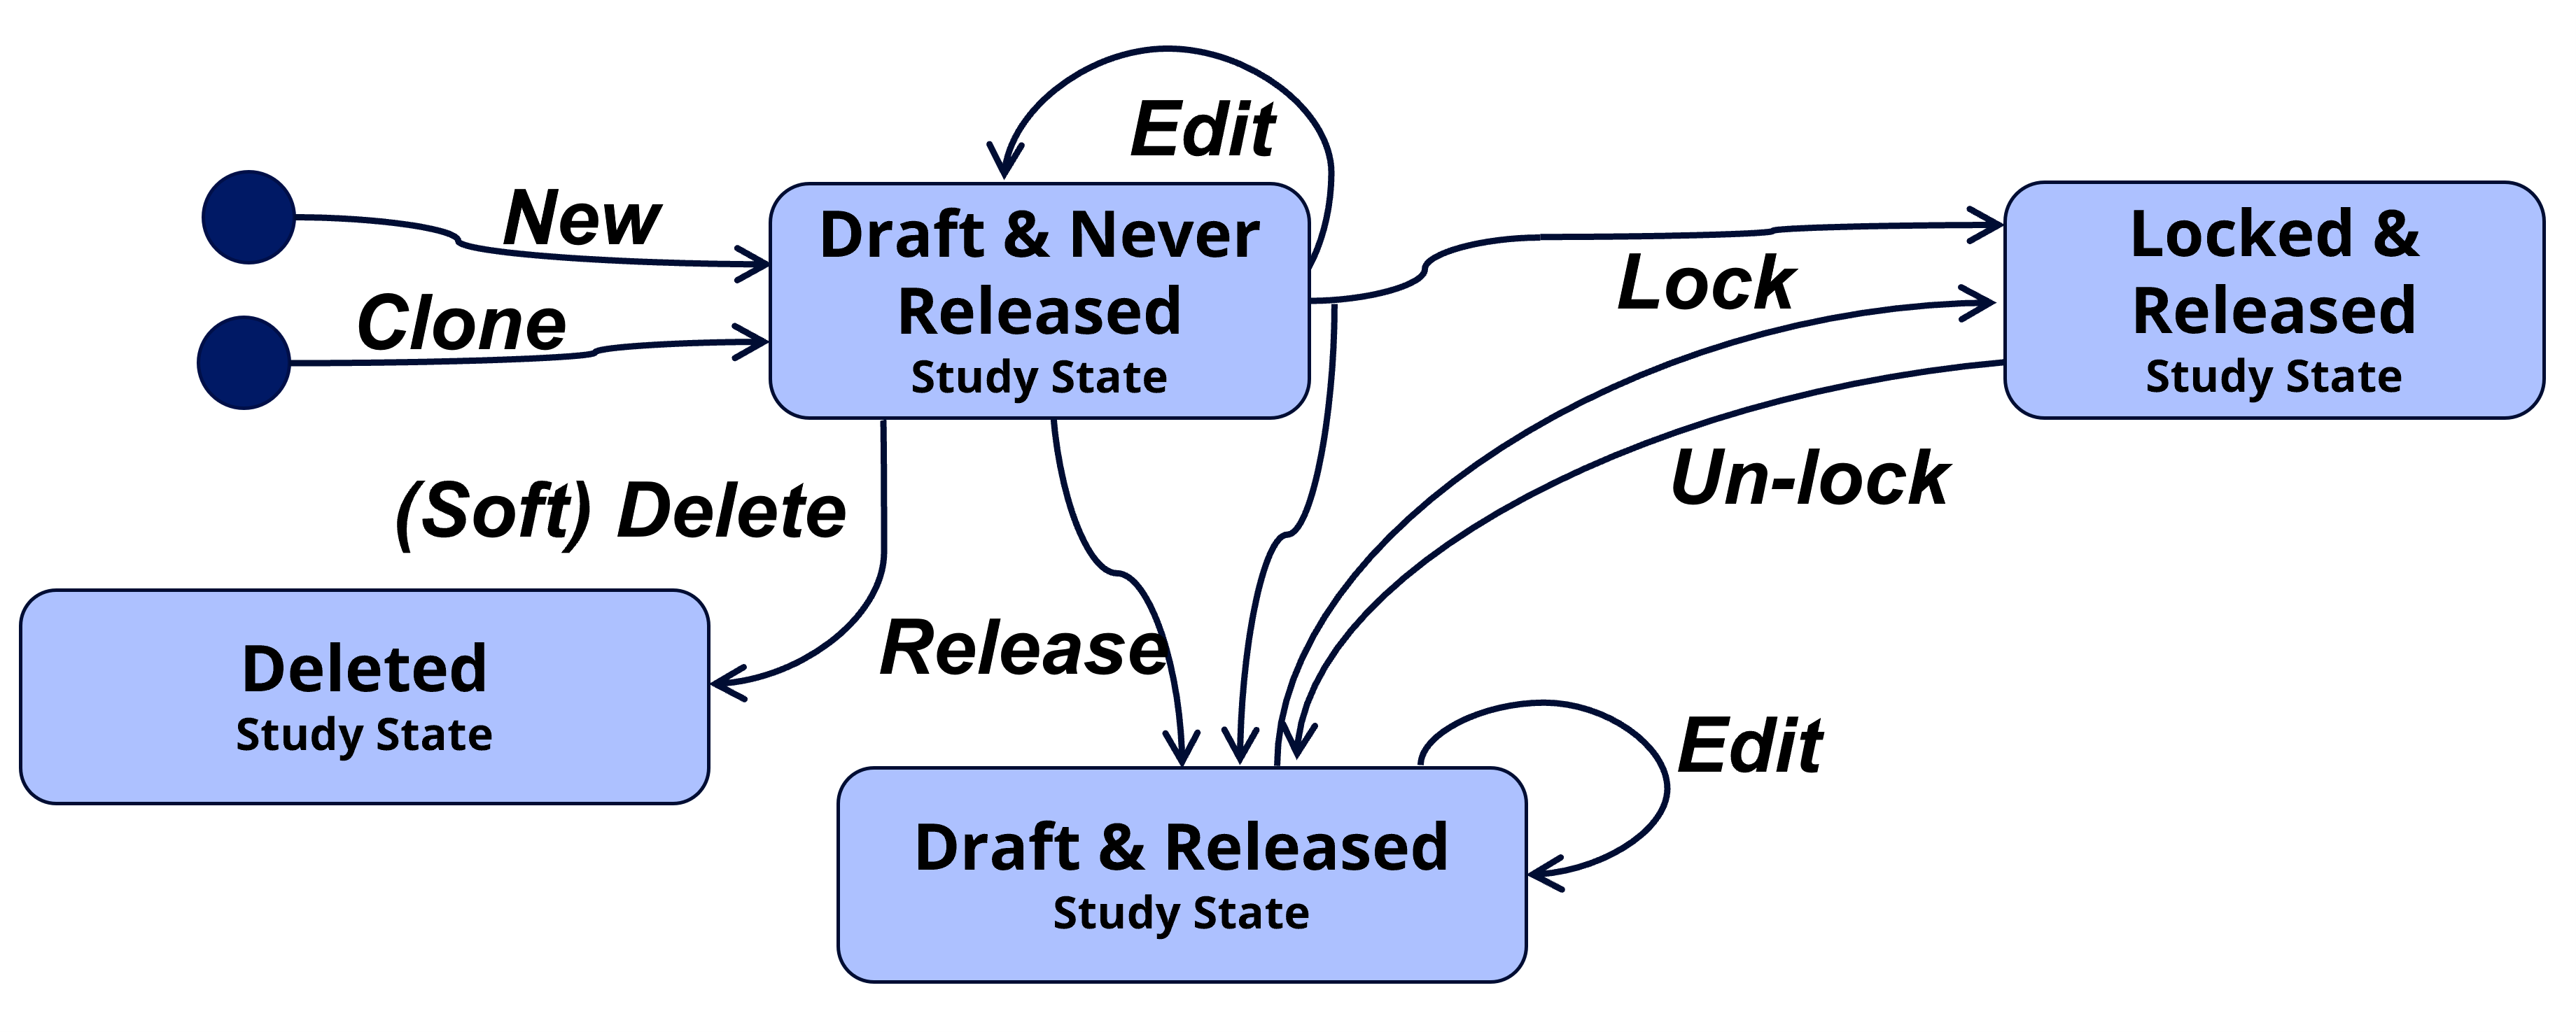 Edit
New
Draft & Never
Released
Study State
Locked &
Released
Study State
Clone
Lock
(Soft) Delete
Un-lock
Release
Deleted
Study State
Edit
Draft & Released
Study State